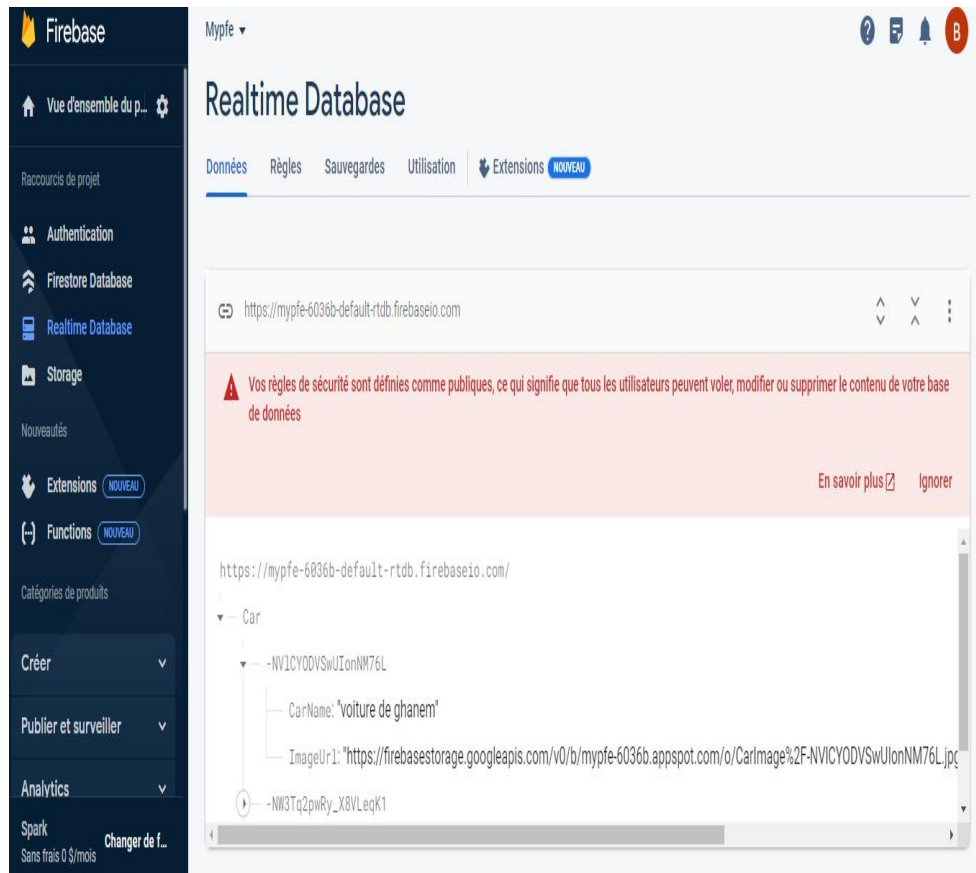 Firebase
Vue d'ensemble du p...
Raccourcis de projet
Authentication
Firestore Database
Realtime Database
Storage
Nouveautés
Extensions NOUVEAU
Functions NOUVEAU
Catégories de produits
Créer
Publier et surveiller
Analytics
Spark
Sans frais 0 $/mois
Changer de f...
Mypfe
B
Realtime Database
Données Règles Sauvegardes Utilisation Extensions NOUVEAU
https://mypfe-6036b-default-rtdb.firebaseio.com
Vos règles de sécurité sont définies comme publiques, ce qui signifie que tous les utilisateurs peuvent voler, modifier ou supprimer le contenu de votre base
de données
En savoir plus Ignorer
https://mypfe-6036b-default-rtdb.firebaseio.com/
Car
-NVlCYODVSwUIonNM76L
CarName: "voiture de ghanem"
ImageUrl: "https://firebasestorage.googleapis.com/v0/b/mypfe-6036b.appspot.com/o/CarImage%2F-NVlCYODVSwUIonNM76L.jpg
-NW3Tq2pwRy_X8VLeqK1